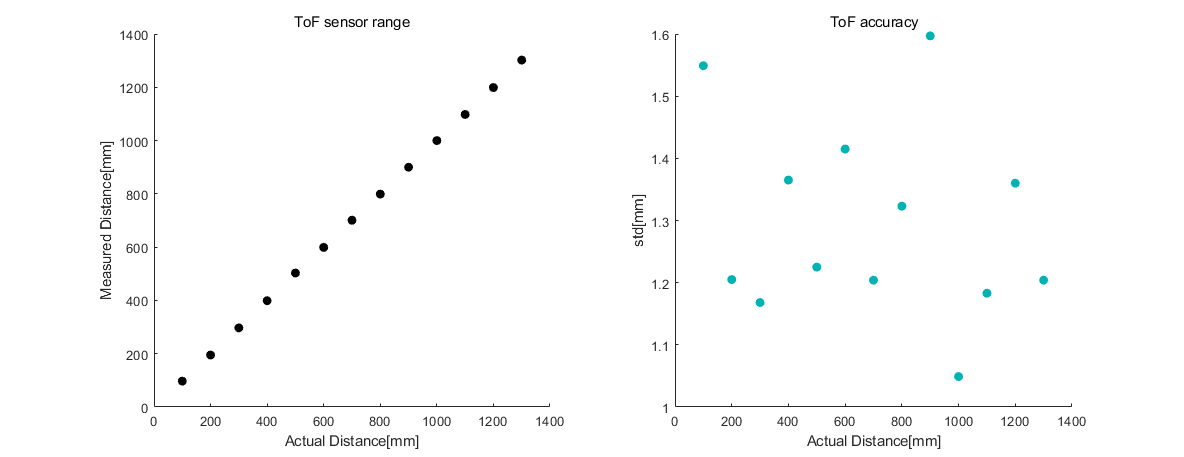 ToF sensor range
1400
1200
1000
800
600
400
200
0
0 200 400 600 800 1000 1200 1400
Measured Distance[mm]
Actual Distance[mm]
ToF accuracy
1.6
1.5
1.4
1.3
1.2
1.1
1
0 200 400 600 800 1000 1200 1400
std[mm]
Actual Distance[mm]